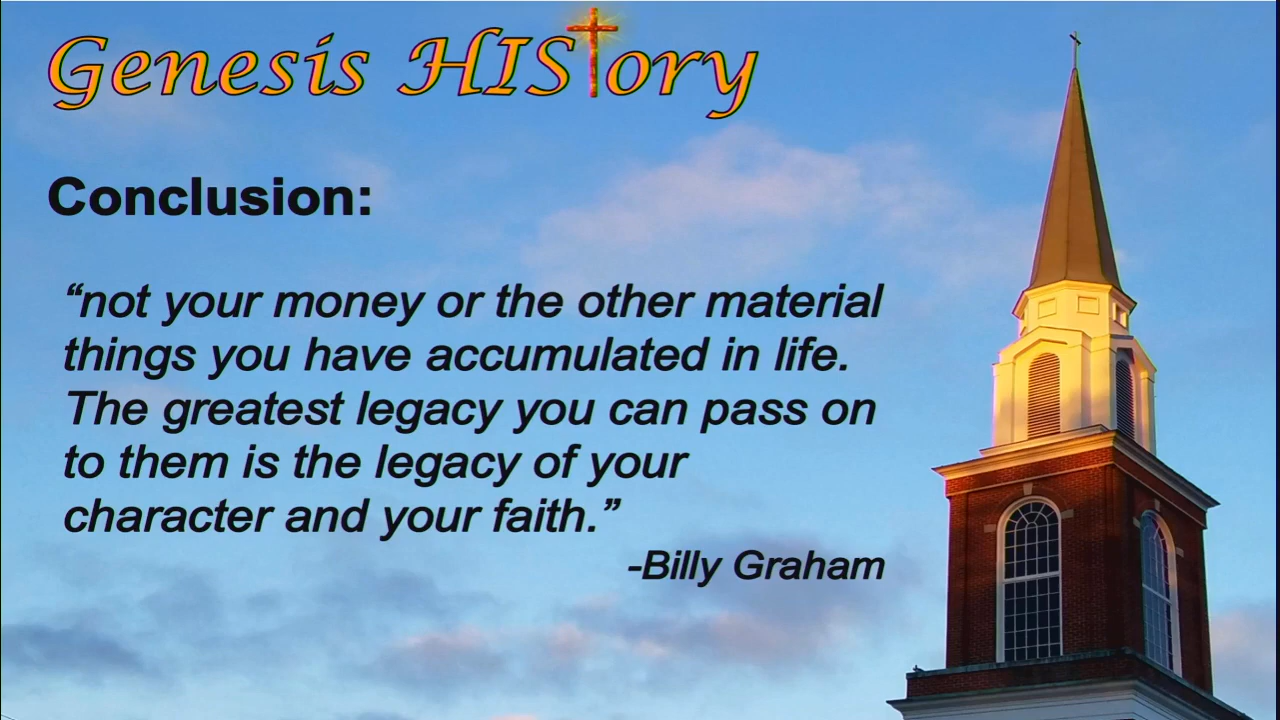 Genesis HIStory
Conclusion:
“not your money or the other material
things you have accumulated in life.
The greatest legacy you can pass on
to them is the legacy of your
character and your faith.”
-Billy Graham